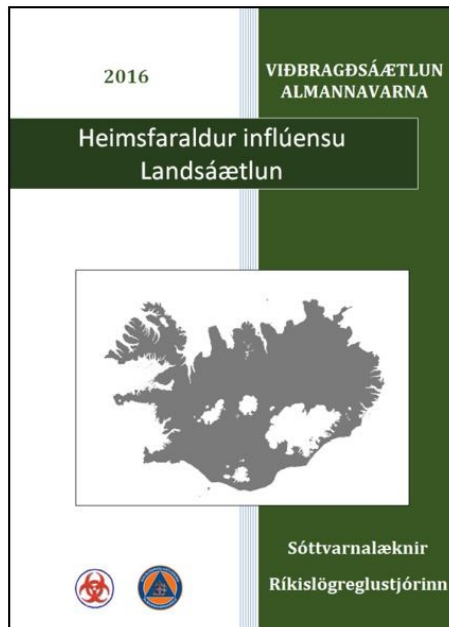 2016
VIÐBRAGÐSÁÆTLUN
ALMANNAVARNA
Heimsfaraldur inflúensu
Landsáætlun
Sóttvarnalæknir
Ríkislögreglustjórinn